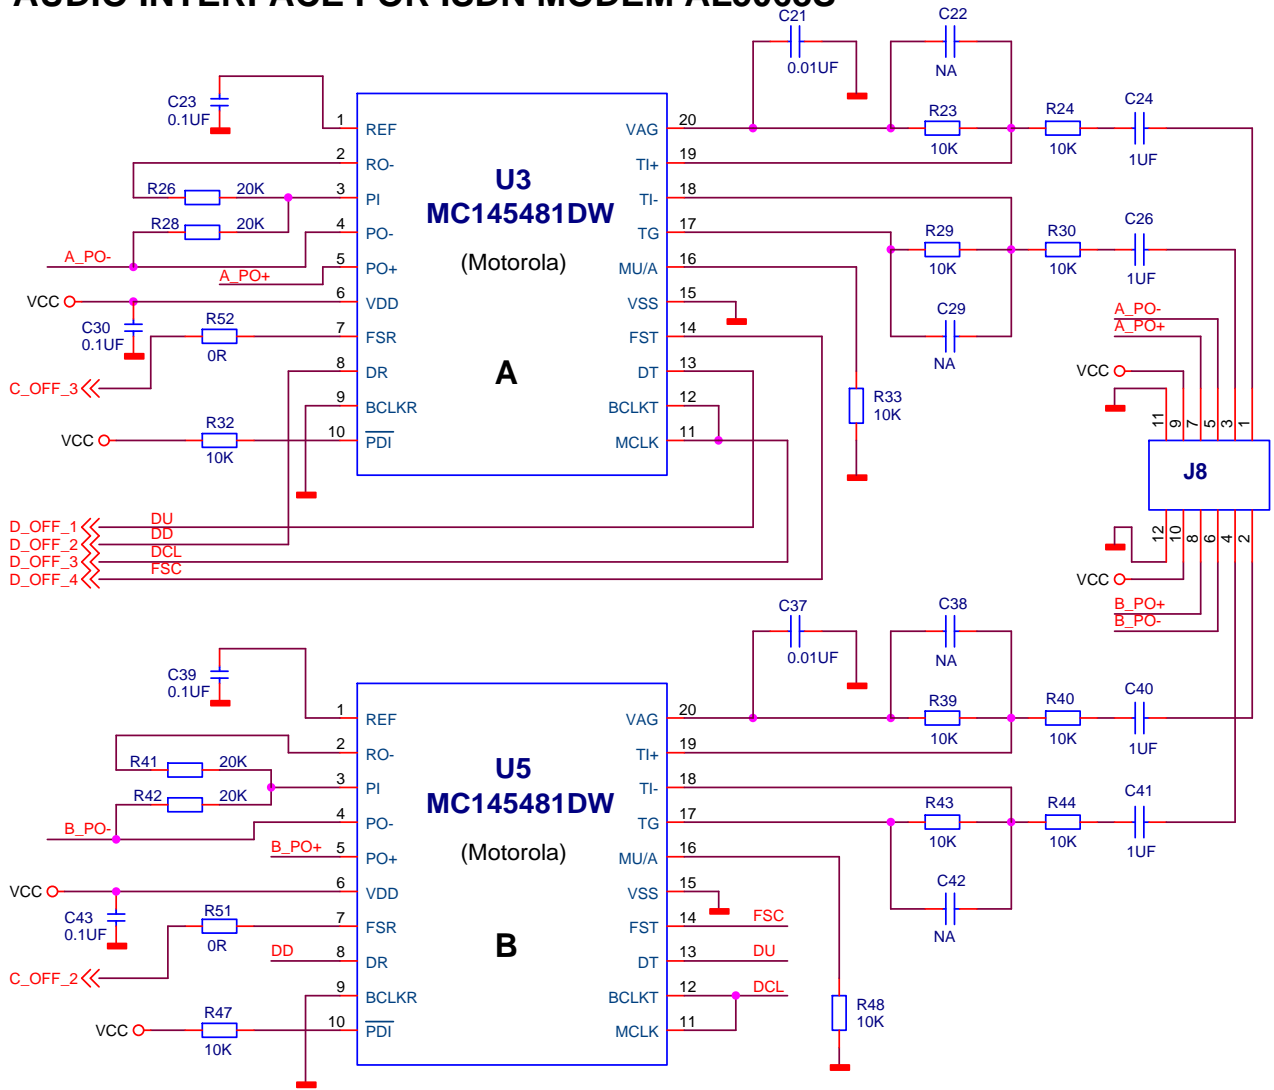 C21
0.01UF
C22
NA
C23
0.1UF
R23
10K
R24
10K
C24
1UF
1 REF
2 RO-
3 PI
4 PO-
5 PO+
6 VDD
7 FSR
8 DR
9 BCLKR
10 PDI
U3
MC145481DW
(Motorola)
A
VAG 20
TI+ 19
TI- 18
TG 17
MU/A 16
VSS 15
FST 14
DT 13
BCLKT 12
MCLK 11
R26 20K
R28 20K
A_PO-
A_PO+
VCC
C30
0.1UF
R52
0R
C_OFF_3
VCC
R32
10K
R29
10K
R30
10K
C26
1UF
C29
NA
R33
10K
A_PO-
A_PO+
VCC
11 9 7 5 3 1
J8
12 10 8 6 4 2
VCC
B_PO+
B_PO-
D_OFF_1 DU
D_OFF_2 DD
D_OFF_3 DCL
D_OFF_4 FSC
C37
0.01UF
C38
NA
C39
0.1UF
R39
10K
R40
10K
C40
1UF
1 REF
2 RO-
3 PI
4 PO-
5 PO+
6 VDD
7 FSR
8 DR
9 BCLKR
10 PDI
U5
MC145481DW
(Motorola)
B
VAG 20
TI+ 19
TI- 18
TG 17
MU/A 16
VSS 15
FST 14
DT 13
BCLKT 12
MCLK 11
R41 20K
R42 20K
B_PO-
B_PO+
VCC
C43
0.1UF
R51
0R
DD
C_OFF_2
VCC
R47
10K
R43
10K
R44
10K
C41
1UF
C42
NA
FSC
DU
DCL
R48
10K